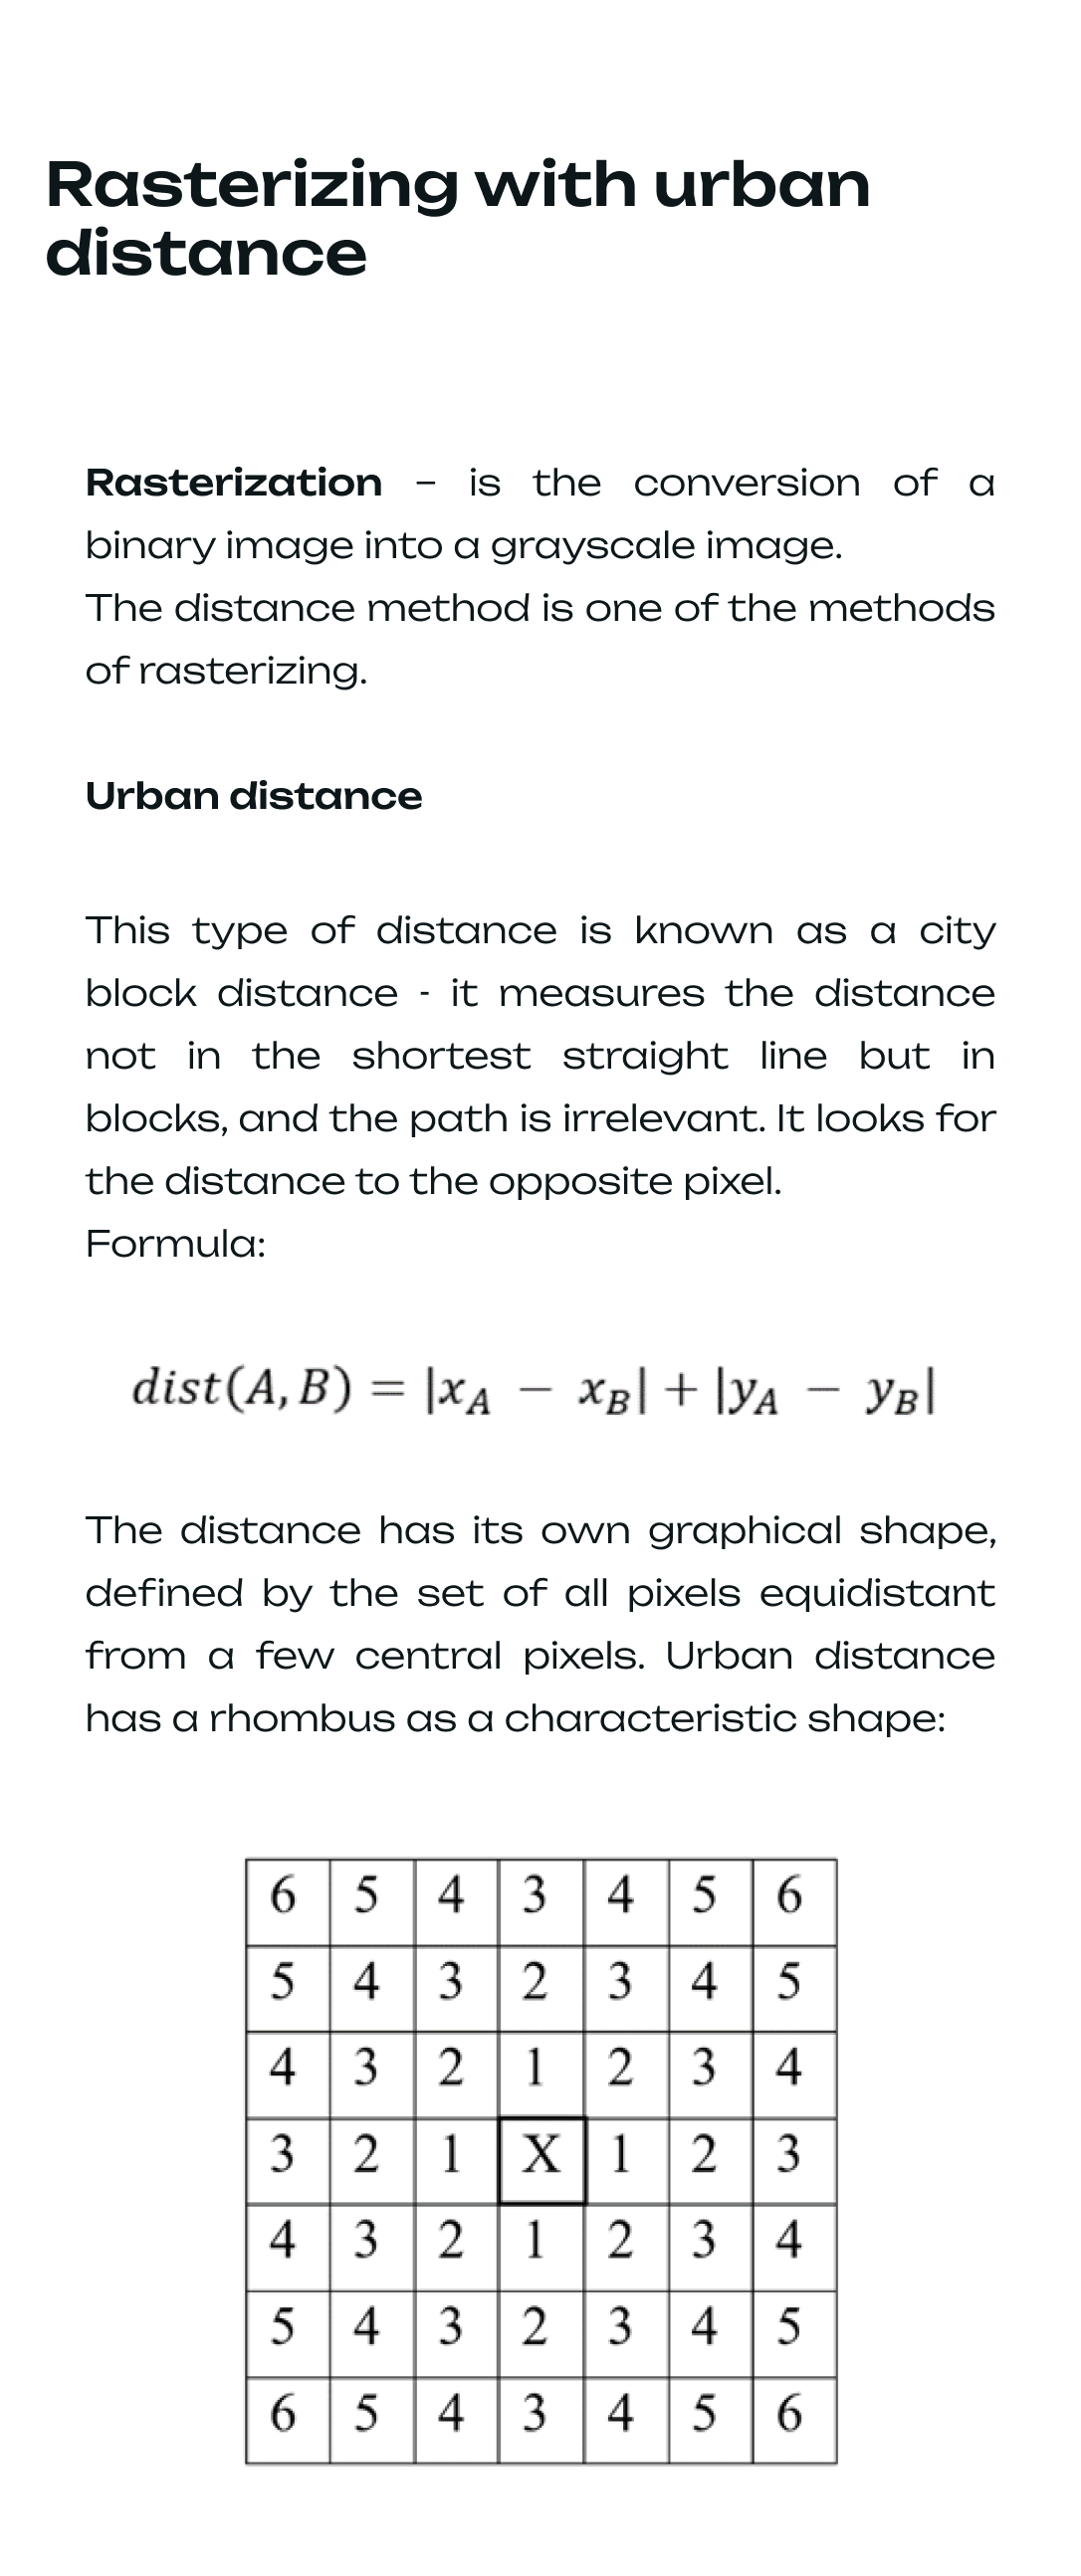 Rasterizing with urban
distance
Rasterization – is the conversion of a
binary image into a grayscale image.
The distance method is one of the methods
of rasterizing.
Urban distance
This type of distance is known as a city
block distance - it measures the distance
not in the shortest straight line but in
blocks, and the path is irrelevant. It looks for
the distance to the opposite pixel.
Formula:
dist(A, B) = |x_A − x_B| + |y_A − y_B|
The distance has its own graphical shape,
defined by the set of all pixels equidistant
from a few central pixels. Urban distance
has a rhombus as a characteristic shape:
6 5 4 3 4 5 6
5 4 3 2 3 4 5
4 3 2 1 2 3 4
3 2 1 X 1 2 3
4 3 2 1 2 3 4
5 4 3 2 3 4 5
6 5 4 3 4 5 6